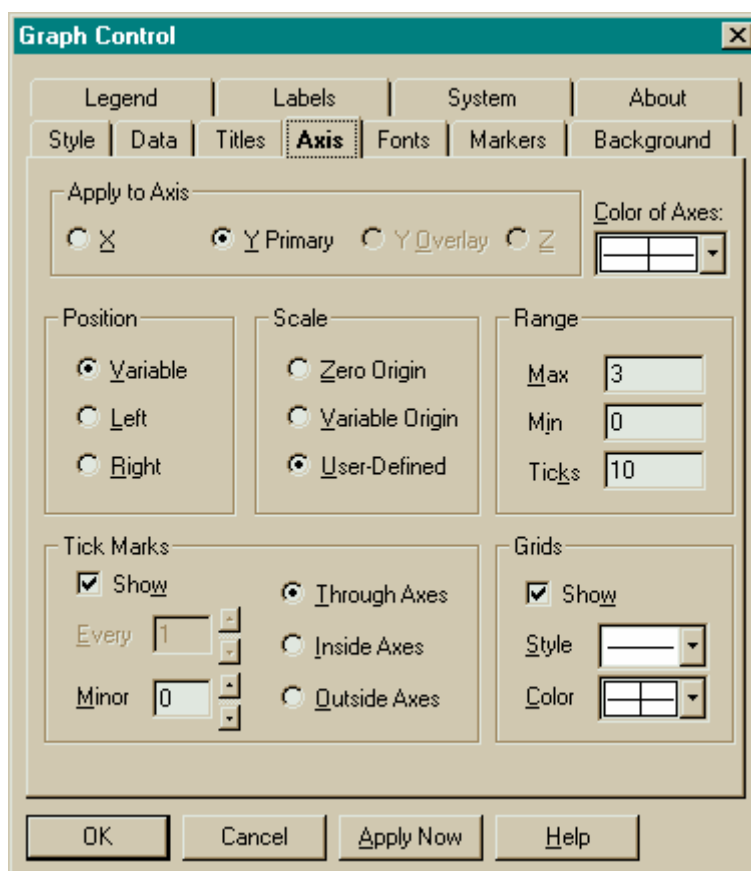 Graph Control
Legend Labels System About
Style Data Titles Axis Fonts Markers Background
Apply to Axis
X Y Primary Y Overlay Z
Color of Axes:
Position
Variable
Left
Right
Scale
Zero Origin
Variable Origin
User-Defined
Range
Max 3
Min 0
Ticks 10
Tick Marks
Show
Every 1
Minor 0
Through Axes
Inside Axes
Outside Axes
Grids
Show
Style
Color
OK Cancel Apply Now Help